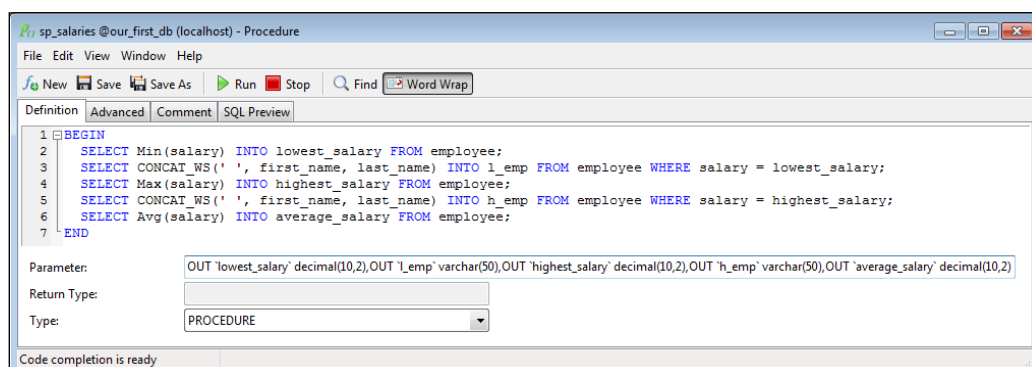 sp_salaries @our_first_db (localhost) - Procedure
File Edit View Window Help
New Save Save As Run Stop Find Word Wrap
Definition Advanced Comment SQL Preview
1 BEGIN
2 SELECT Min(salary) INTO lowest_salary FROM employee;
3 SELECT CONCAT_WS(' ', first_name, last_name) INTO l_emp FROM employee WHERE salary = lowest_salary;
4 SELECT Max(salary) INTO highest_salary FROM employee;
5 SELECT CONCAT_WS(' ', first_name, last_name) INTO h_emp FROM employee WHERE salary = highest_salary;
6 SELECT Avg(salary) INTO average_salary FROM employee;
7 END
Parameter: OUT `lowest_salary` decimal(10,2),OUT `l_emp` varchar(50),OUT `highest_salary` decimal(10,2),OUT `h_emp` varchar(50),OUT `average_salary` decimal(10,2)
Return Type:
Type: PROCEDURE
Code completion is ready